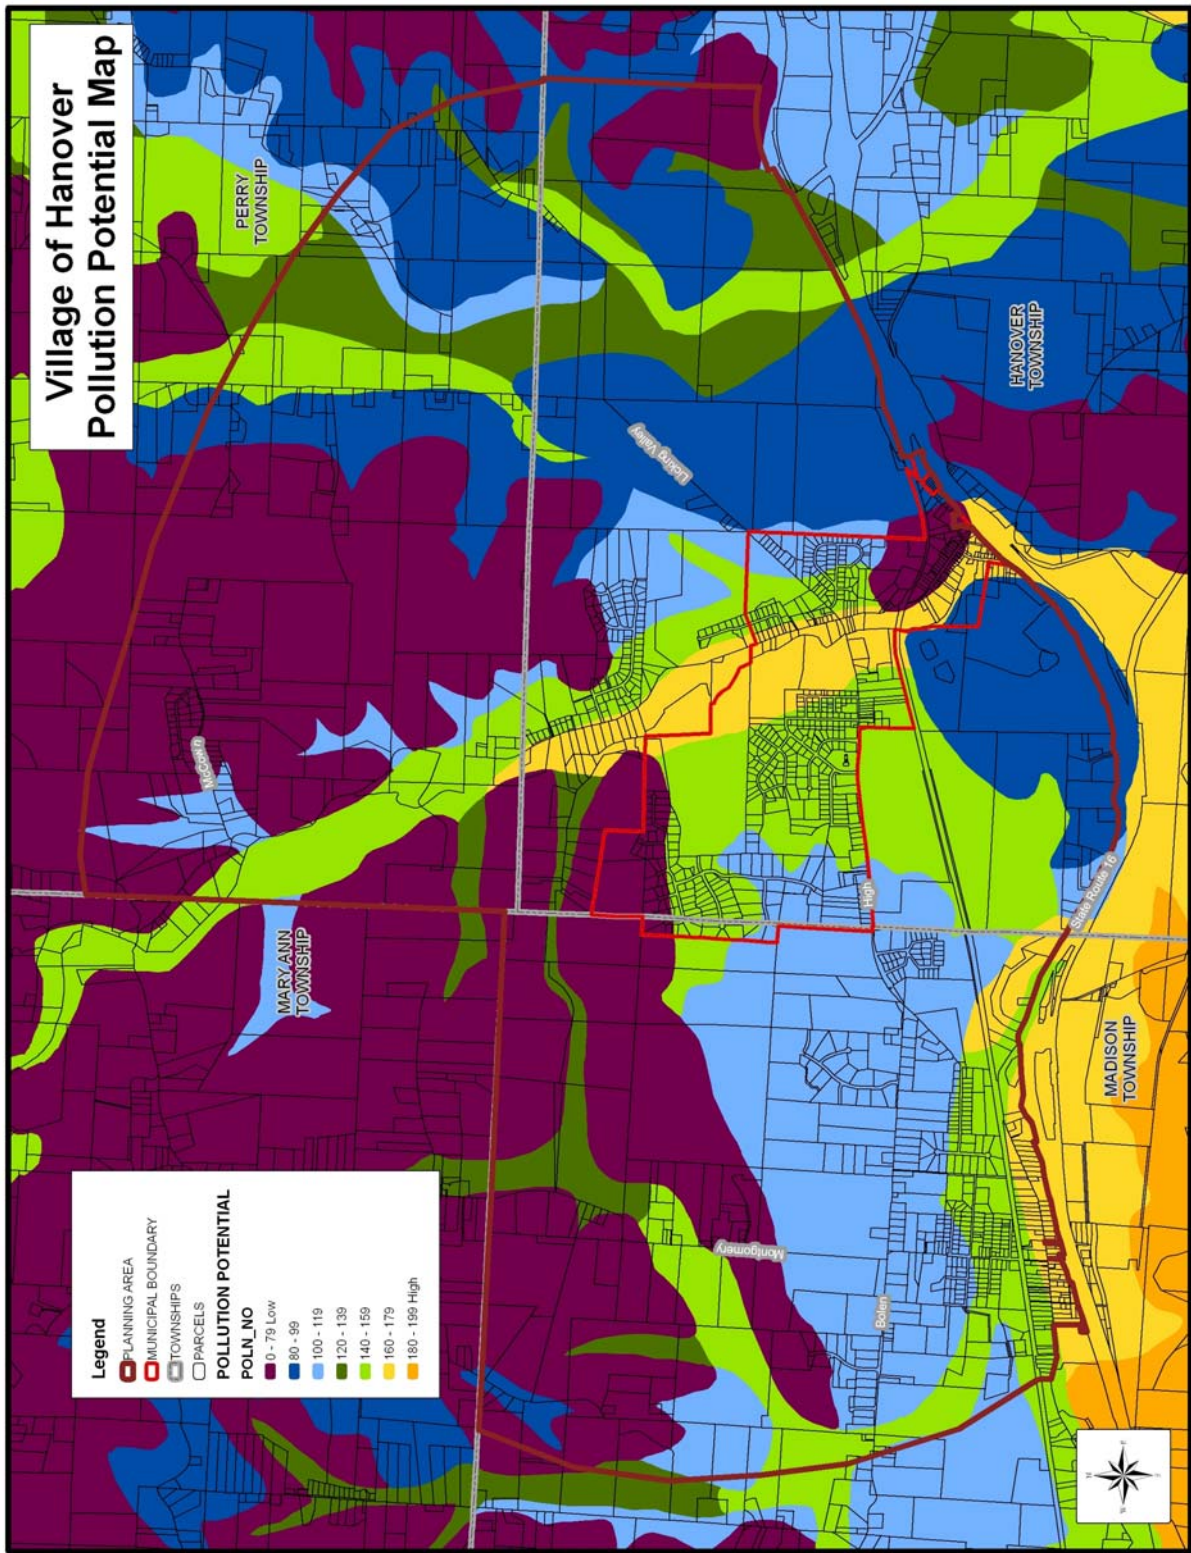 Village of Hanover
Pollution Potential Map
PERRY
TOWNSHIP
HANOVER
TOWNSHIP
MARY ANN
TOWNSHIP
MADISON
TOWNSHIP
Licking Valley
McCown
High
State Route 16
Montgomery
Bolen
Legend
PLANNING AREA
MUNICIPAL BOUNDARY
TOWNSHIPS
PARCELS
POLLUTION POTENTIAL
POLN_NO
0 - 79 Low
80 - 99
100 - 119
120 - 139
140 - 159
160 - 179
180 - 199 High